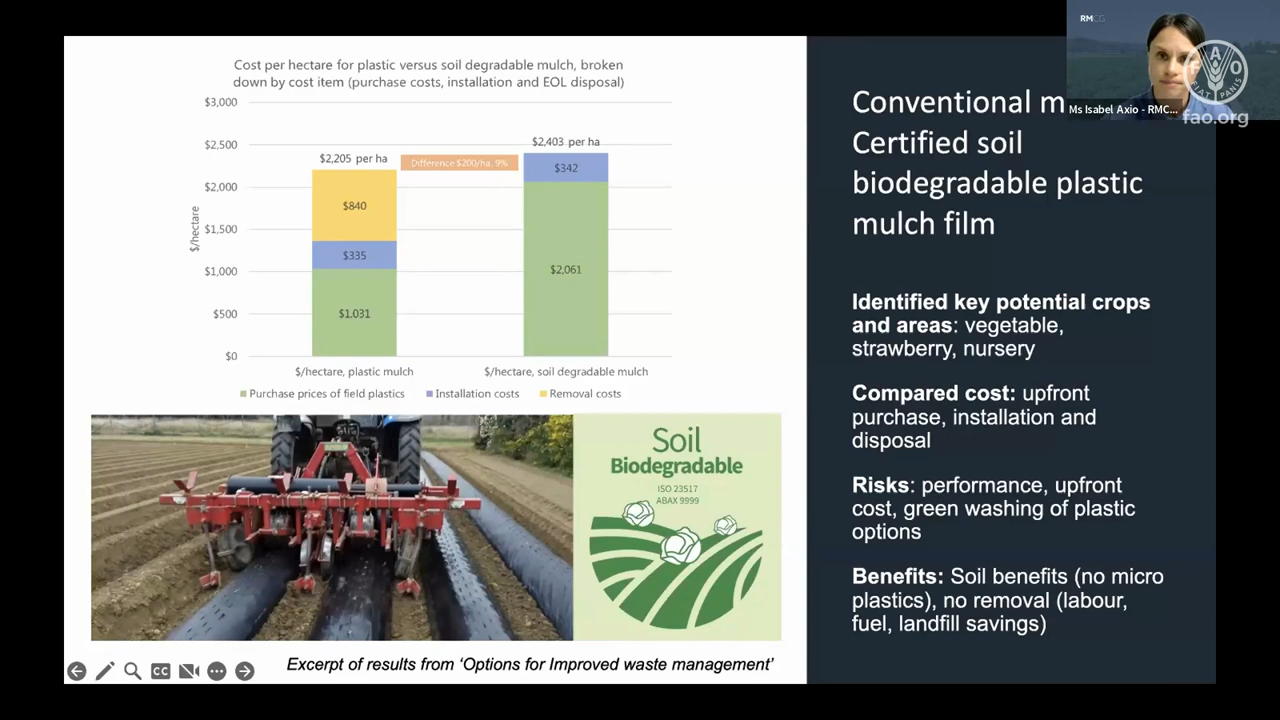 Cost per hectare for plastic versus soil degradable mulch, broken
down by cost item (purchase costs, installation and EOL disposal)
$3,000
$2,500
$2,000
$1,500
$1,000
$500
$0
$/hectare
$2,205 per ha
Difference $200/ha, 9%
$2,403 per ha
$840
$335
$1,031
$342
$2,061
$/hectare, plastic mulch
$/hectare, soil degradable mulch
Purchase prices of field plastics
Installation costs
Removal costs
Soil
Biodegradable
ISO 23517
ABAX 9999
Excerpt of results from ‘Options for Improved waste management’
CC
RMCG
FAO
FIAT PANIS
fao.org
Ms Isabel Axio - RMC...
Conventional
Certified soil
biodegradable plastic
mulch film
Identified key potential crops
and areas: vegetable,
strawberry, nursery
Compared cost: upfront
purchase, installation and
disposal
Risks: performance, upfront
cost, green washing of plastic
options
Benefits: Soil benefits (no micro
plastics), no removal (labour,
fuel, landfill savings)